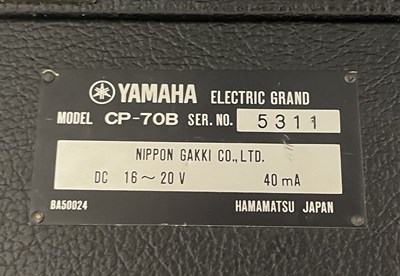 YAMAHA ELECTRIC GRAND
MODEL CP-70B SER. NO. 5311
NIPPON GAKKI CO., LTD.
DC 16~20 V 40 mA
BA50024 HAMAMATSU JAPAN